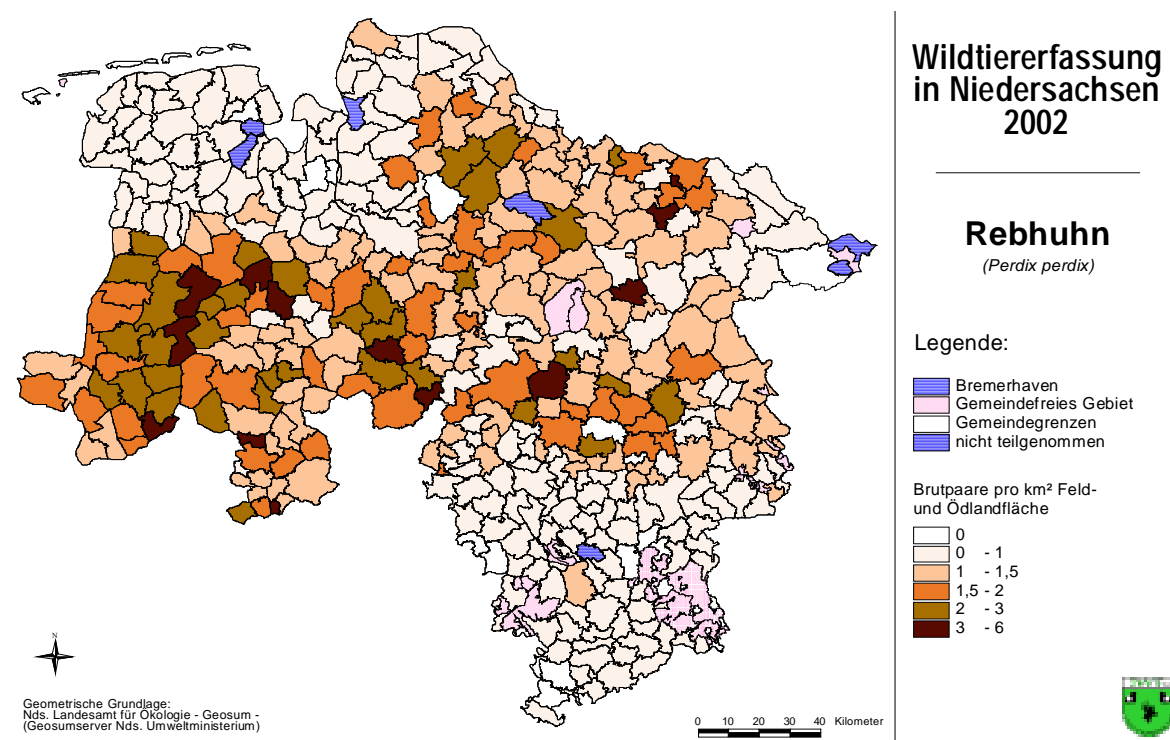 Wildtiererfassung
in Niedersachsen
2002
Rebhuhn
(Perdix perdix)
Legende:
Bremerhaven
Gemeindefreies Gebiet
Gemeindegrenzen
nicht teilgenommen
Brutpaare pro km² Feld-
und Ödlandfläche
0
0 - 1
1 - 1,5
1,5 - 2
2 - 3
3 - 6
N
Geometrische Grundlage:
Nds. Landesamt für Ökologie - Geosum -
(Geosumserver Nds. Umweltministerium)
0 10 20 30 40 Kilometer